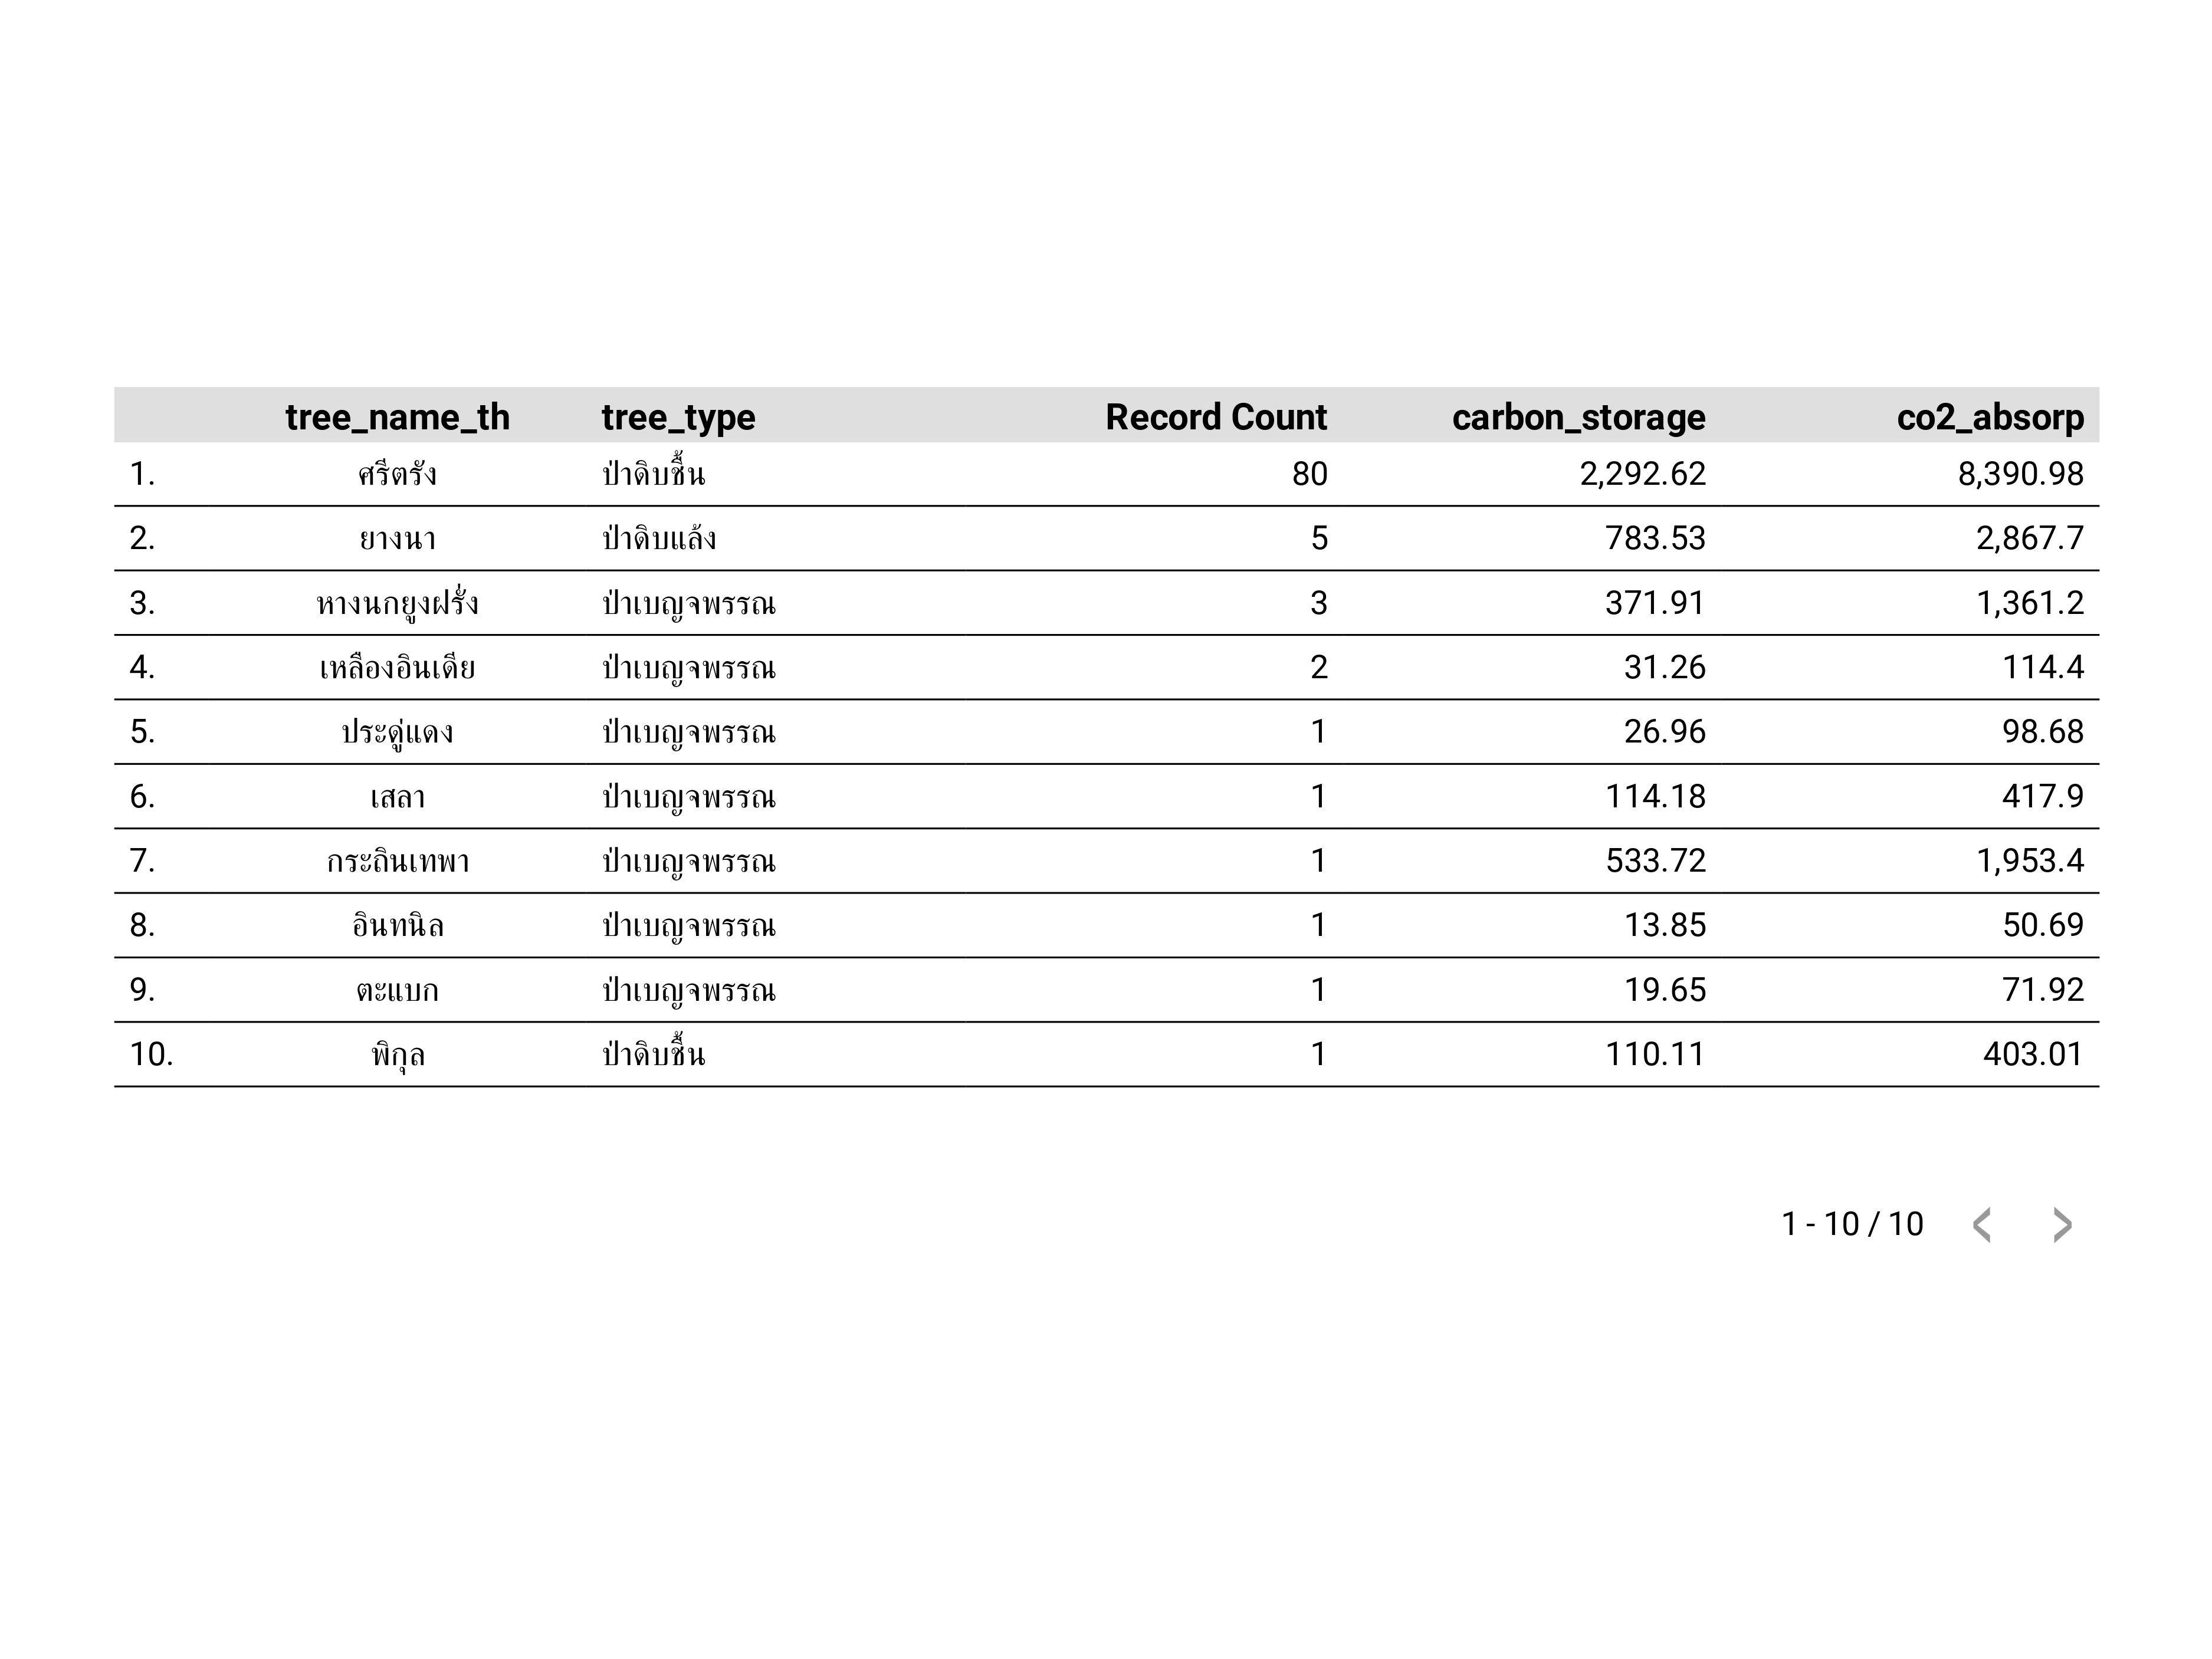 tree_name_th tree_type Record Count carbon_storage co2_absorp
1. ศรีตรัง ป่าดิบชื้น 80 2,292.62 8,390.98
2. ยางนา ป่าดิบแล้ง 5 783.53 2,867.7
3. หางนกยูงฝรั่ง ป่าเบญจพรรณ 3 371.91 1,361.2
4. เหลืองอินเดีย ป่าเบญจพรรณ 2 31.26 114.4
5. ประดู่แดง ป่าเบญจพรรณ 1 26.96 98.68
6. เสลา ป่าเบญจพรรณ 1 114.18 417.9
7. กระถินเทพา ป่าเบญจพรรณ 1 533.72 1,953.4
8. อินทนิล ป่าเบญจพรรณ 1 13.85 50.69
9. ตะแบก ป่าเบญจพรรณ 1 19.65 71.92
10. พิกุล ป่าดิบชื้น 1 110.11 403.01
1 - 10 / 10 < >